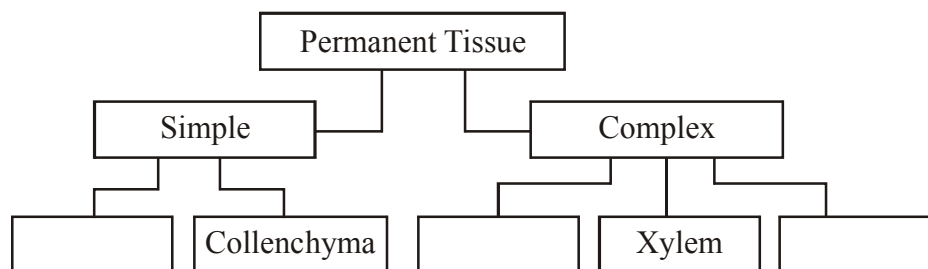 Permanent Tissue
Simple
Complex
Collenchyma
Xylem